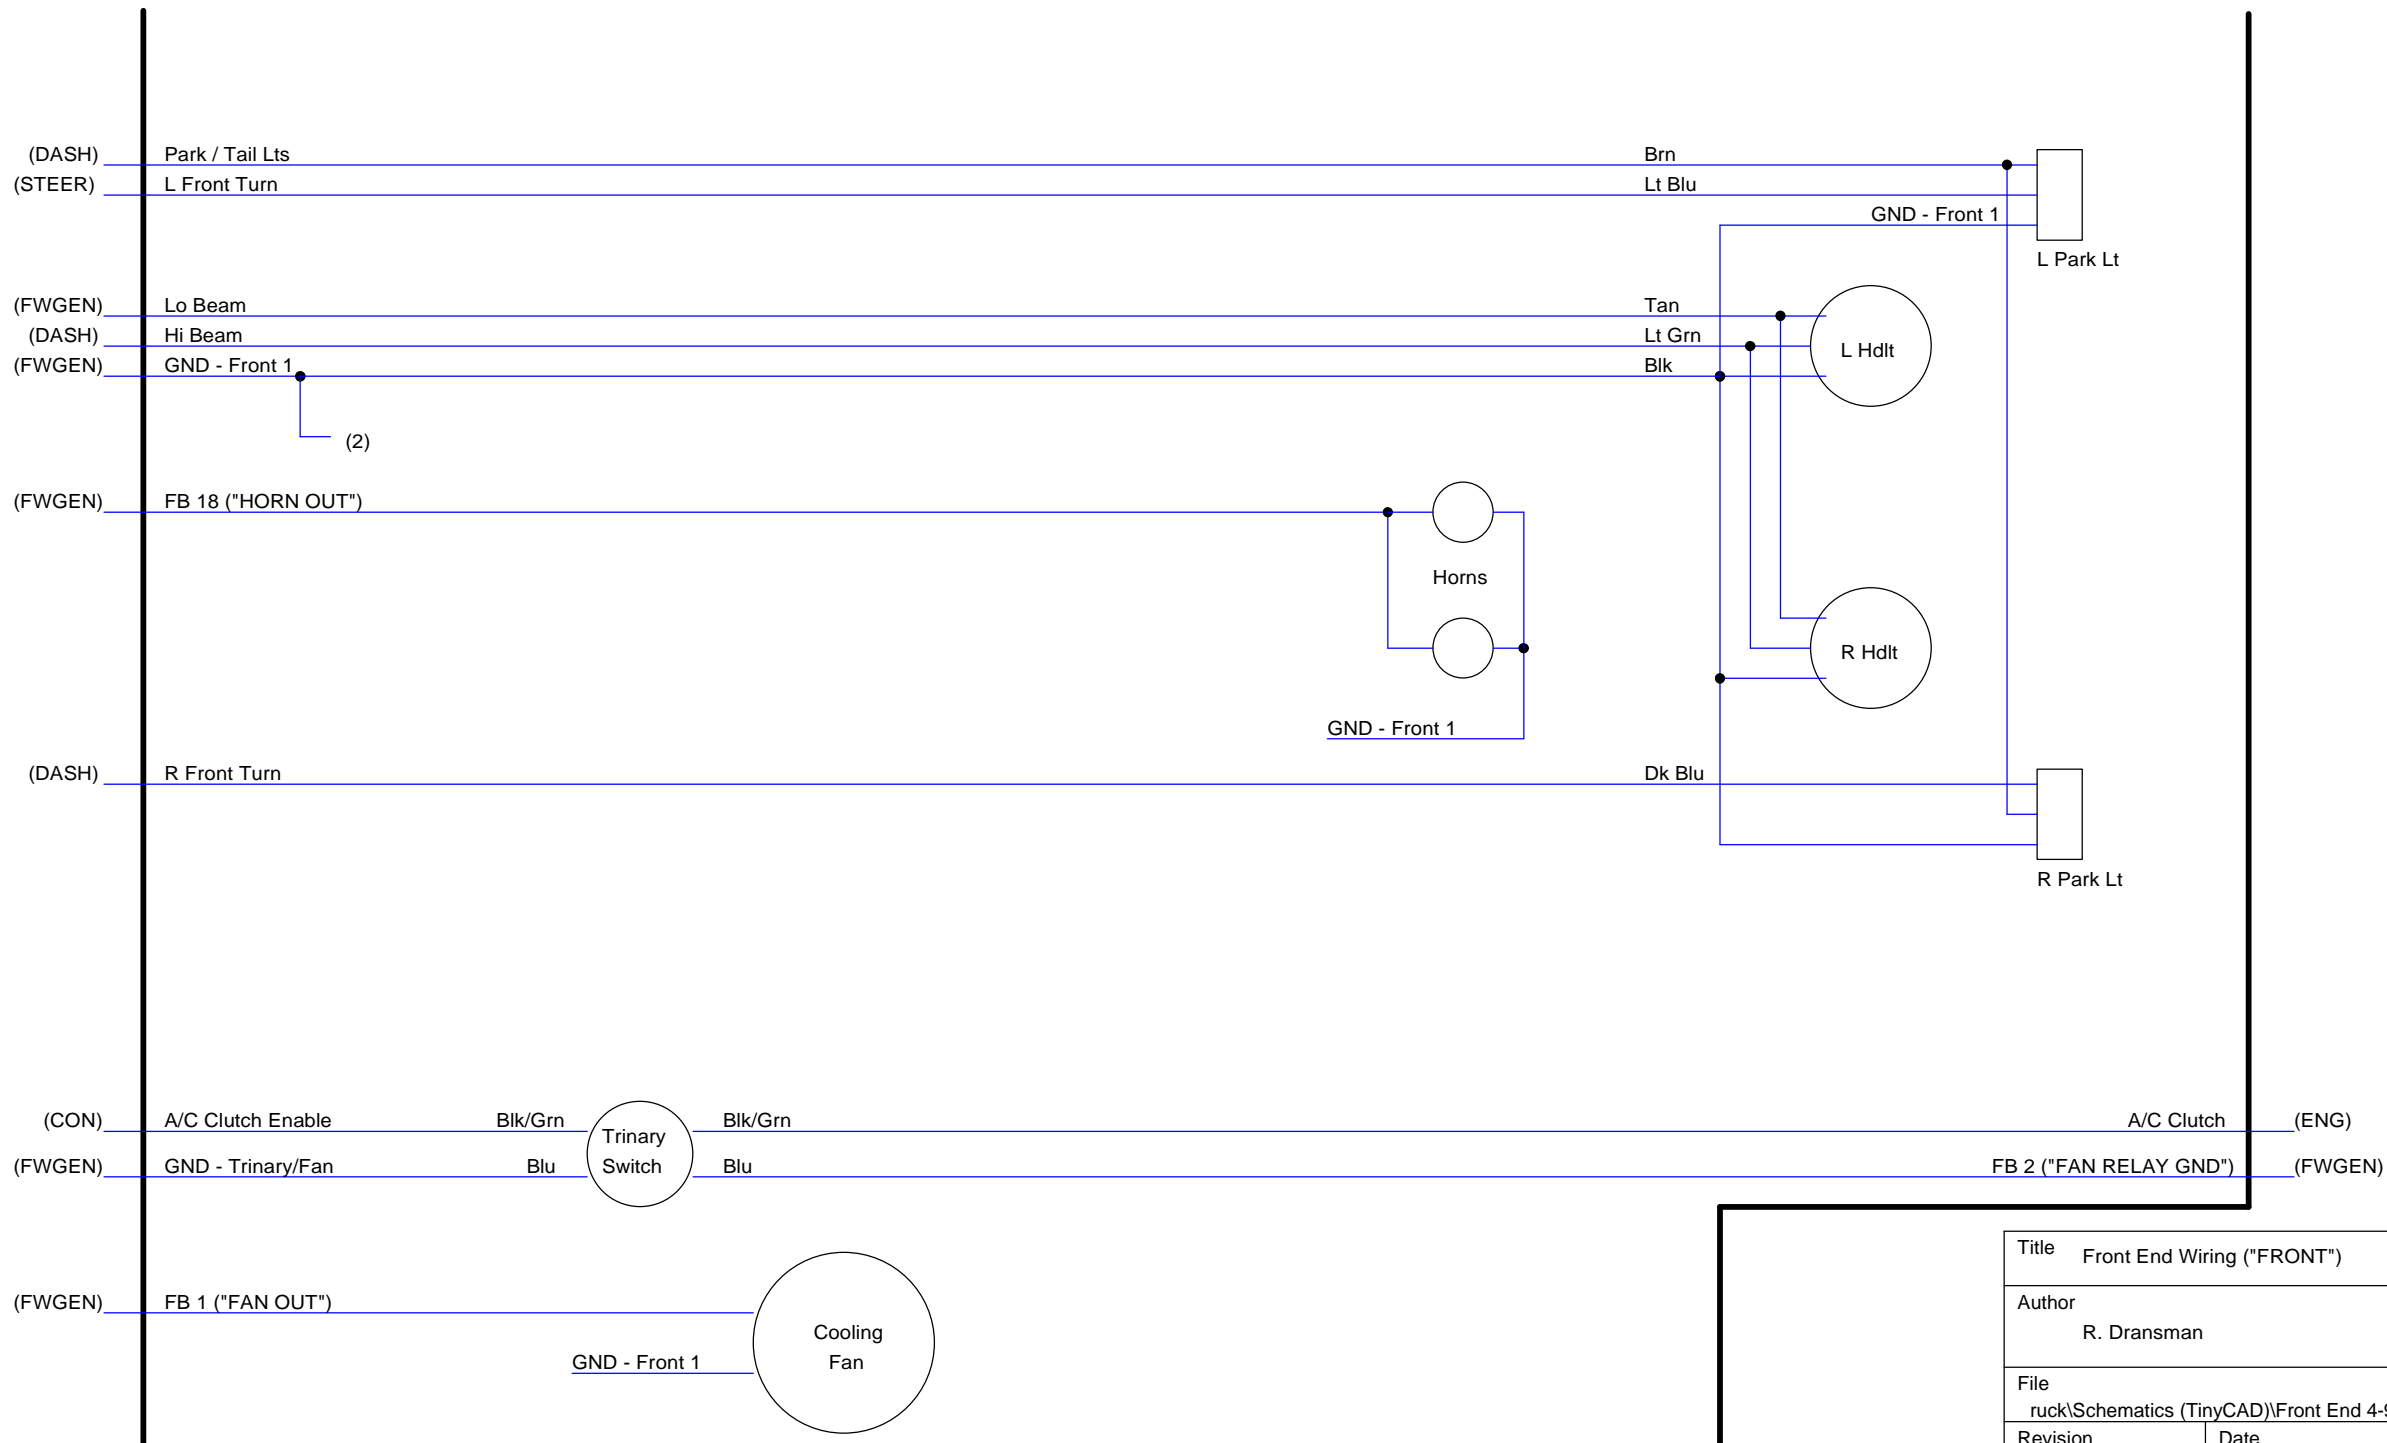 (DASH) Park / Tail Lts Brn
(STEER) L Front Turn Lt Blu
GND - Front 1
L Park Lt
(FWGEN) Lo Beam Tan
(DASH) Hi Beam Lt Grn
L Hdlt
(FWGEN) GND - Front 1 Blk
(2)
(FWGEN) FB 18 ("HORN OUT")
Horns
R Hdlt
GND - Front 1
(DASH) R Front Turn Dk Blu
R Park Lt
(CON) A/C Clutch Enable Blk/Grn Blk/Grn A/C Clutch (ENG)
Trinary
Switch
(FWGEN) GND - Trinary/Fan Blu Blu FB 2 ("FAN RELAY GND") (FWGEN)
Title Front End Wiring ("FRONT")
(FWGEN) FB 1 ("FAN OUT")
Author
R. Dransman
Cooling
Fan
GND - Front 1
File
ruck\Schematics (TinyCAD)\Front End 4-9
Revision Date